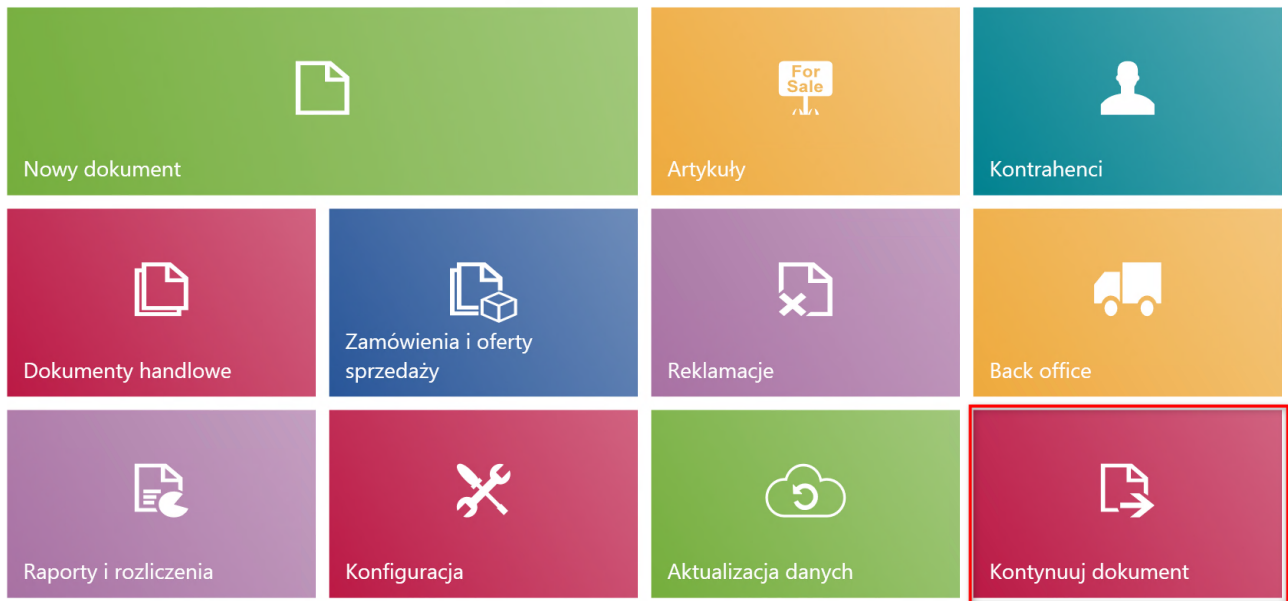 For
Sale
Nowy dokument
Artykuły
Kontrahenci
Dokumenty handlowe
Zamówienia i oferty
sprzedaży
Reklamacje
Back office
Raporty i rozliczenia
Konfiguracja
Aktualizacja danych
Kontynuuj dokument